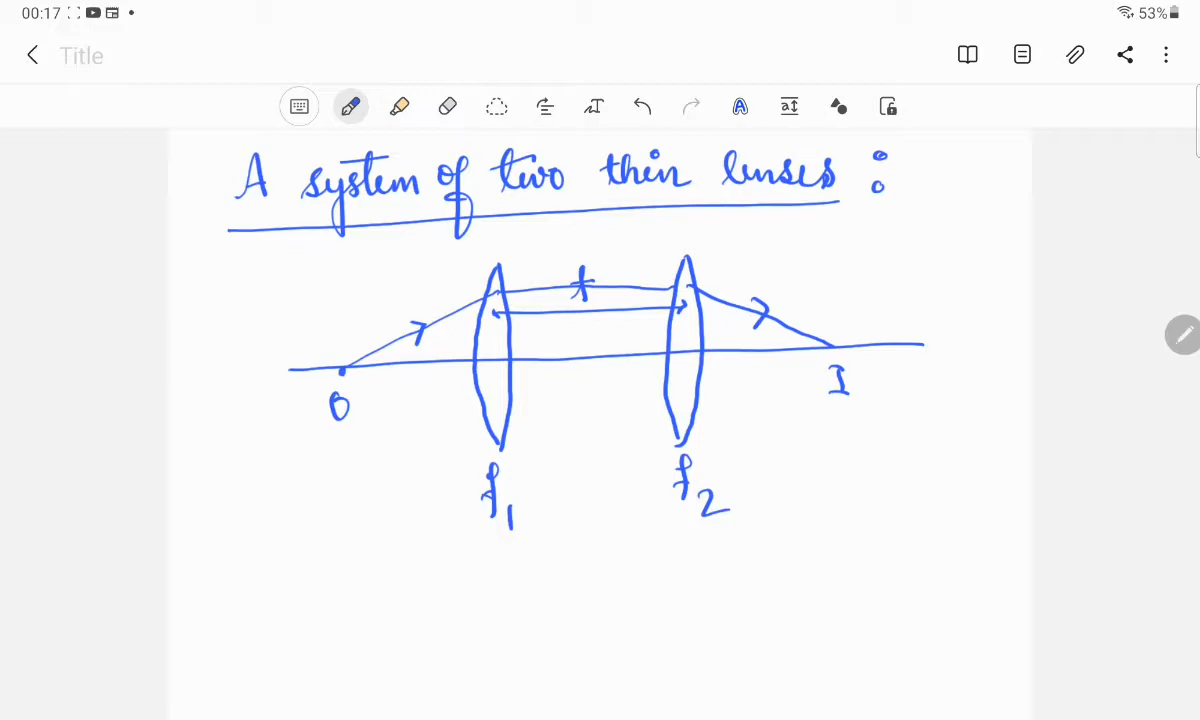 00:17 53%
Title
A system of two thin lenses :
O I
f1 f2